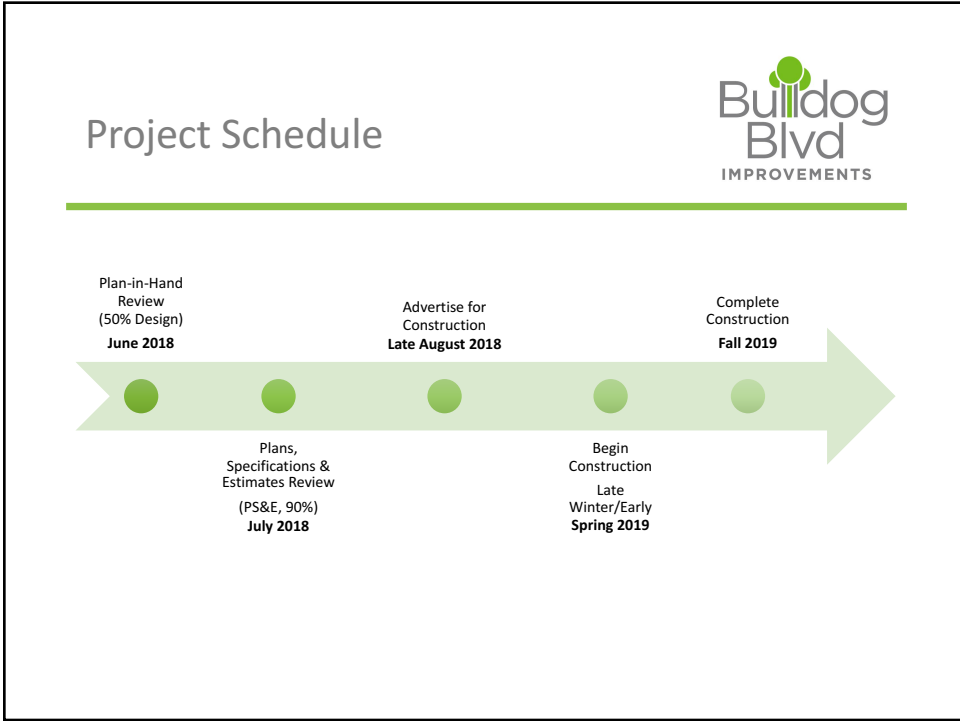 Project Schedule
Bulldog
Blvd
IMPROVEMENTS
Plan-in-Hand
Review
(50% Design)
June 2018
Plans,
Specifications &
Estimates Review
(PS&E, 90%)
July 2018
Advertise for
Construction
Late August 2018
Begin
Construction
Late
Winter/Early
Spring 2019
Complete
Construction
Fall 2019